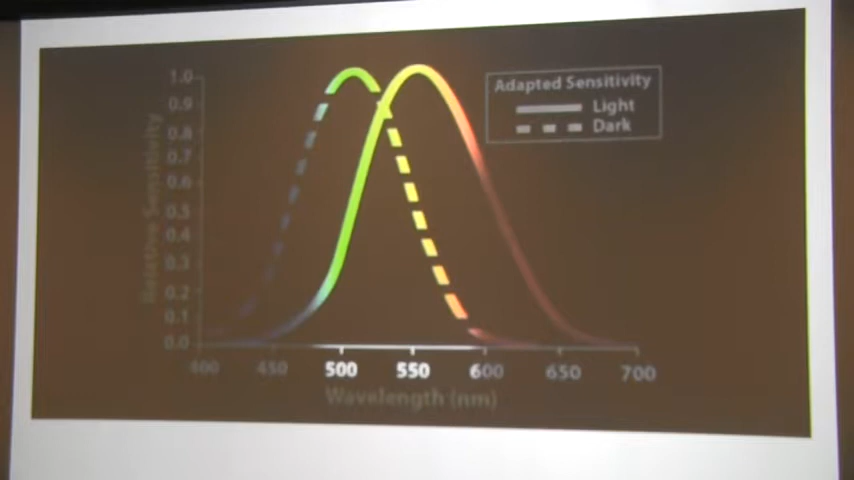 Adapted Sensitivity
Light
Dark
1.0
0.9
0.8
0.7
0.6
0.5
0.4
0.3
0.2
0.1
0.0
Relative Sensitivity
400 450 500 550 600 650 700
Wavelength (nm)